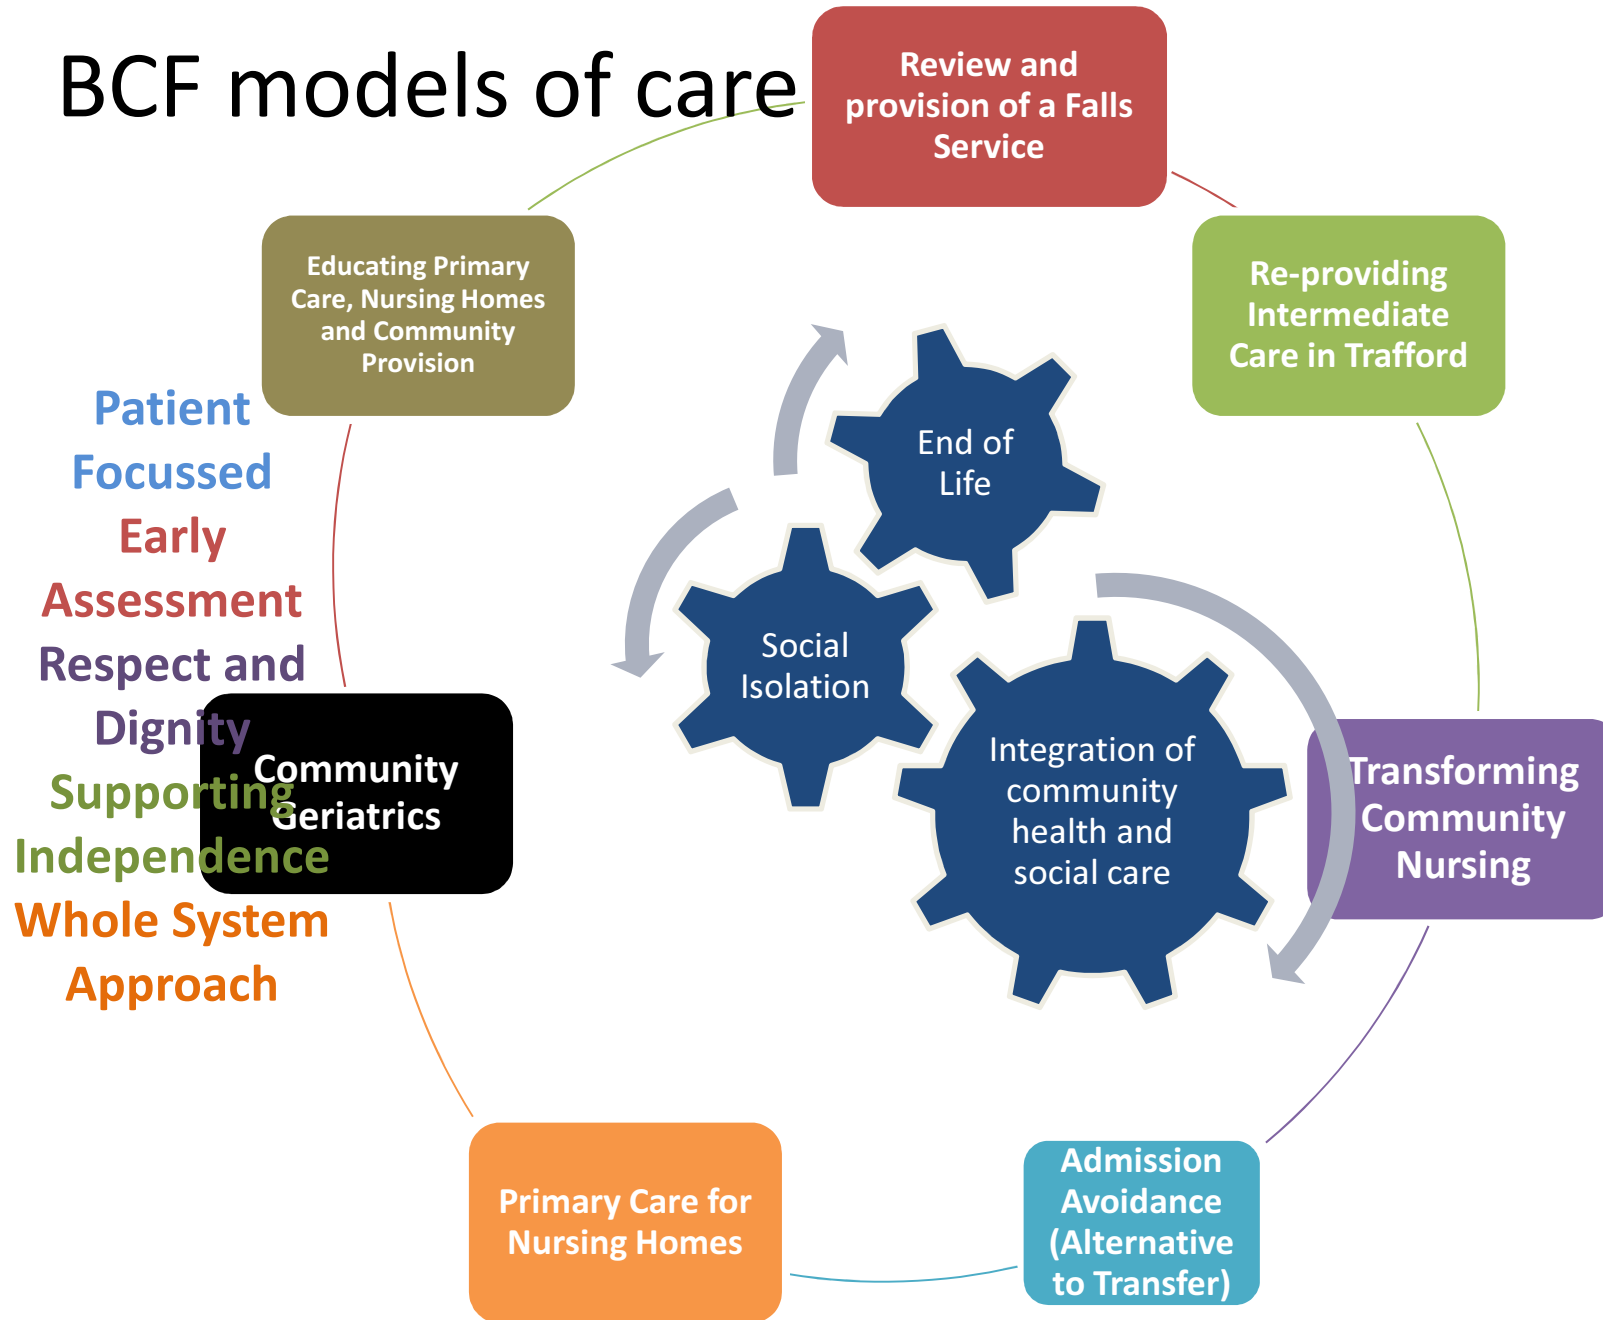 BCF models of care
Review and
provision of a Falls
Service
Re-providing
Intermediate
Care in Trafford
Transforming
Community
Nursing
Admission
Avoidance
(Alternative
to Transfer)
Primary Care for
Nursing Homes
Community
Geriatrics
Educating Primary
Care, Nursing Homes
and Community
Provision
Patient
Focussed
Early
Assessment
Respect and
Dignity
Supporting
Independence
Whole System
Approach
End of
Life
Social
Isolation
Integration of
community
health and
social care